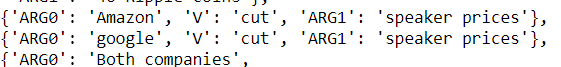 {'ARG0': 'Amazon', 'V': 'cut', 'ARG1': 'speaker prices'},
{'ARG0': 'google', 'V': 'cut', 'ARG1': 'speaker prices'},
{'ARG0': 'Both companies',